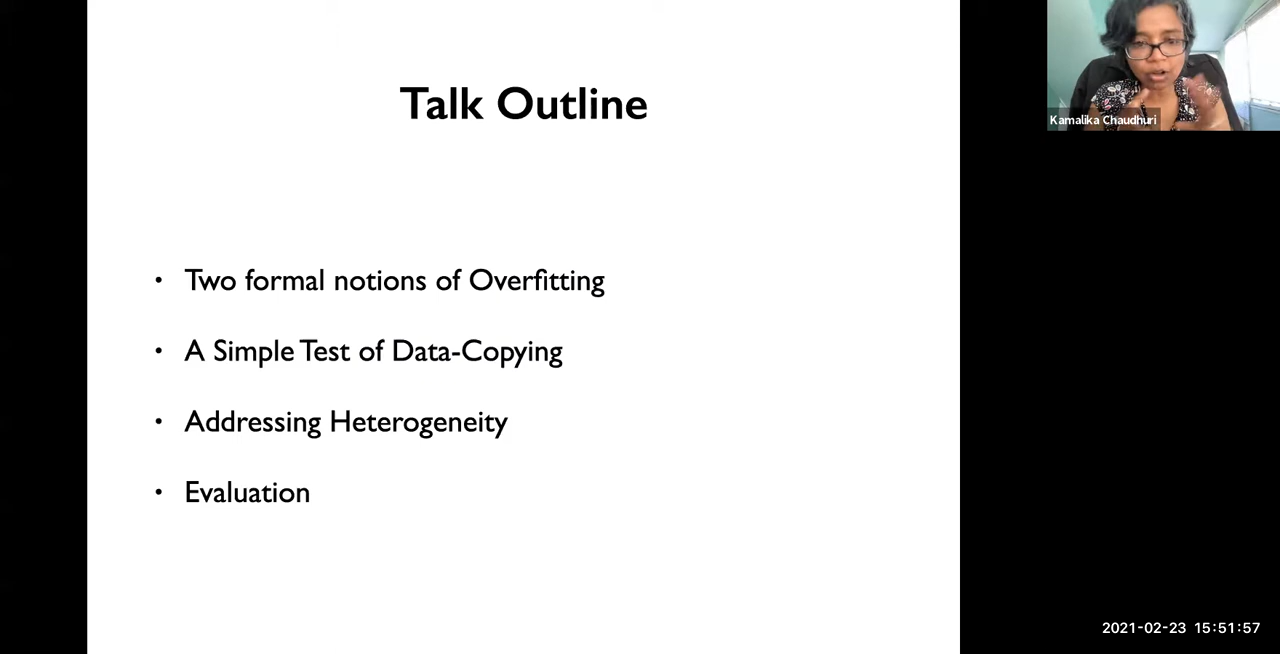 Talk Outline
Kamalika Chaudhuri
• Two formal notions of Overfitting
• A Simple Test of Data-Copying
• Addressing Heterogeneity
• Evaluation
2021-02-23 15:51:57